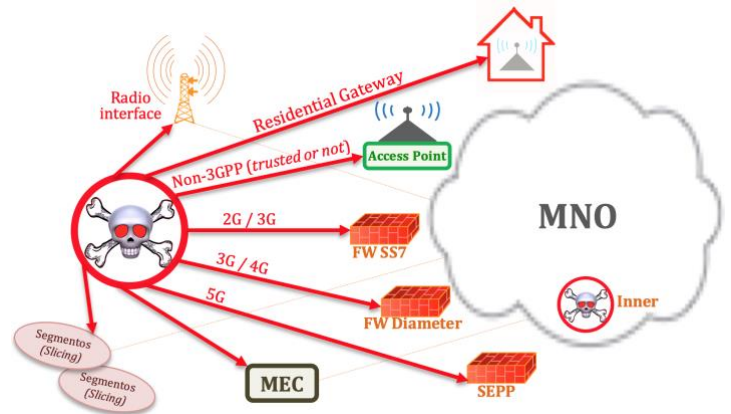 Radio
interface
Residential Gateway
Non-3GPP (trusted or not)
Access Point
MNO
2G / 3G
FW SS7
3G / 4G
FW Diameter
Inner
5G
SEPP
MEC
Segmentos
(Slicing)
Segmentos
(Slicing)